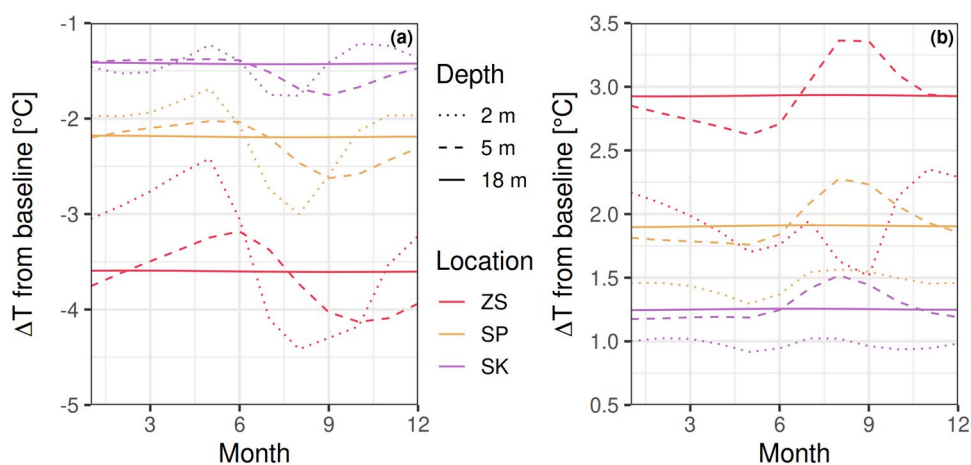 (a)
ΔT from baseline [°C]
-1
-2
-3
-4
-5
3
6
9
12
Month
Depth
2 m
5 m
18 m
Location
ZS
SP
SK
(b)
ΔT from baseline [°C]
3.5
3.0
2.5
2.0
1.5
1.0
0.5
3
6
9
12
Month